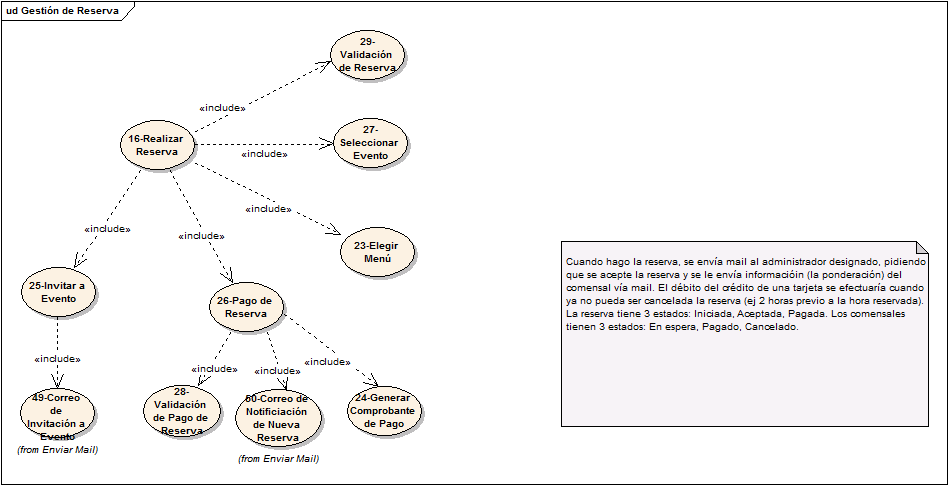 ud Gestión de Reserva
29-
Validación
de Reserva
«include»
27-
Seleccionar
Evento
16-Realizar
Reserva
«include»
«include»
23-Elegir
Menú
«include»
«include»
25-Invitar a
Evento
26-Pago de
Reserva
Cuando hago la reserva, se envía mail al administrador designado, pidiendo
que se acepte la reserva y se le envía informacióin (la ponderación) del
comensal vía mail. El débito del crédito de una tarjeta se efectuaría cuando
ya no pueda ser cancelada la reserva (ej 2 horas previo a la hora reservada).
La reserva tiene 3 estados: Iniciada, Aceptada, Pagada. Los comensales
tienen 3 estados: En espera, Pagado, Cancelado.
«include»
«include»
«include»
«include»
49-Correo
de
Invitación a
Evento
(from Enviar Mail)
28-
Validación
de Pago de
Reserva
50-Correo de
Notificiación
de Nueva
Reserva
(from Enviar Mail)
24-Generar
Comprobante
de Pago